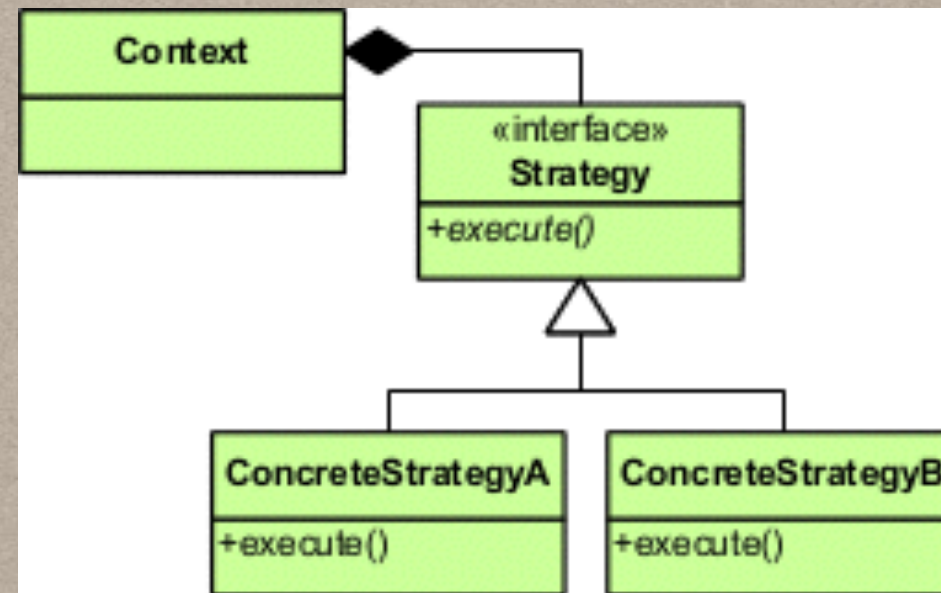 Context
«interface»
Strategy
+execute()
ConcreteStrategyA
+execute()
ConcreteStrategyB
+execute()